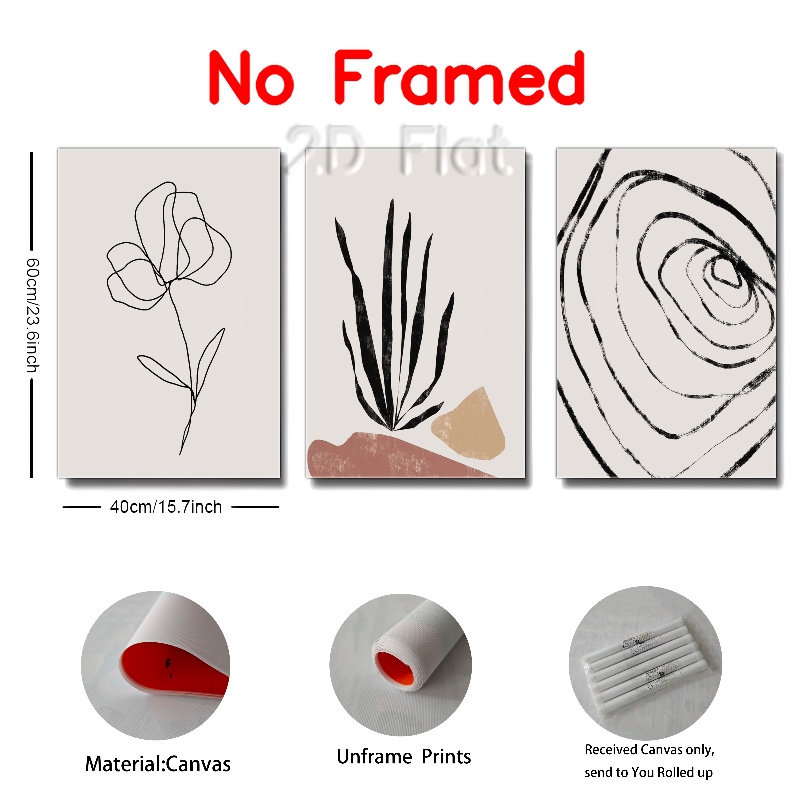 No Framed
2.D Flat.
60cm/23.6inch
40cm/15.7inch
Material:Canvas
Unframe Prints
Received Canvas only,
send to You Rolled up